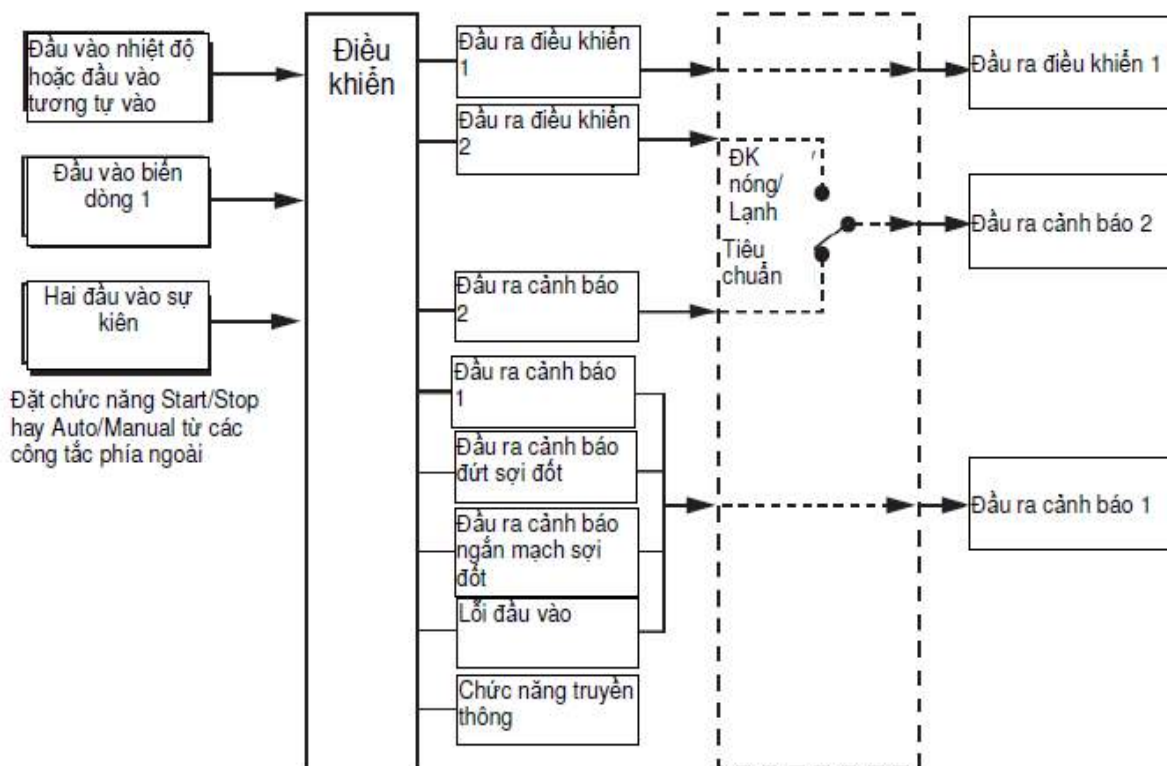 Đầu vào nhiệt độ
hoặc đầu vào
tương tự vào
Đầu vào biến
dòng 1
Hai đầu vào sự
kiên
Đặt chức năng Start/Stop
hay Auto/Manual từ các
công tắc phía ngoài
Điều
khiển
Đầu ra điều khiển
1
Đầu ra điều khiển
2
Đầu ra cảnh báo
2
Đầu ra cảnh báo
1
Đầu ra cảnh báo
đứt sợi đốt
Đầu ra cảnh báo
ngắn mạch sợi
đốt
Lỗi đầu vào
Chức năng truyền
thông
ĐK
nóng/
Lạnh
Tiêu
chuẩn
Đầu ra điều khiển 1
Đầu ra cảnh báo 2
Đầu ra cảnh báo 1